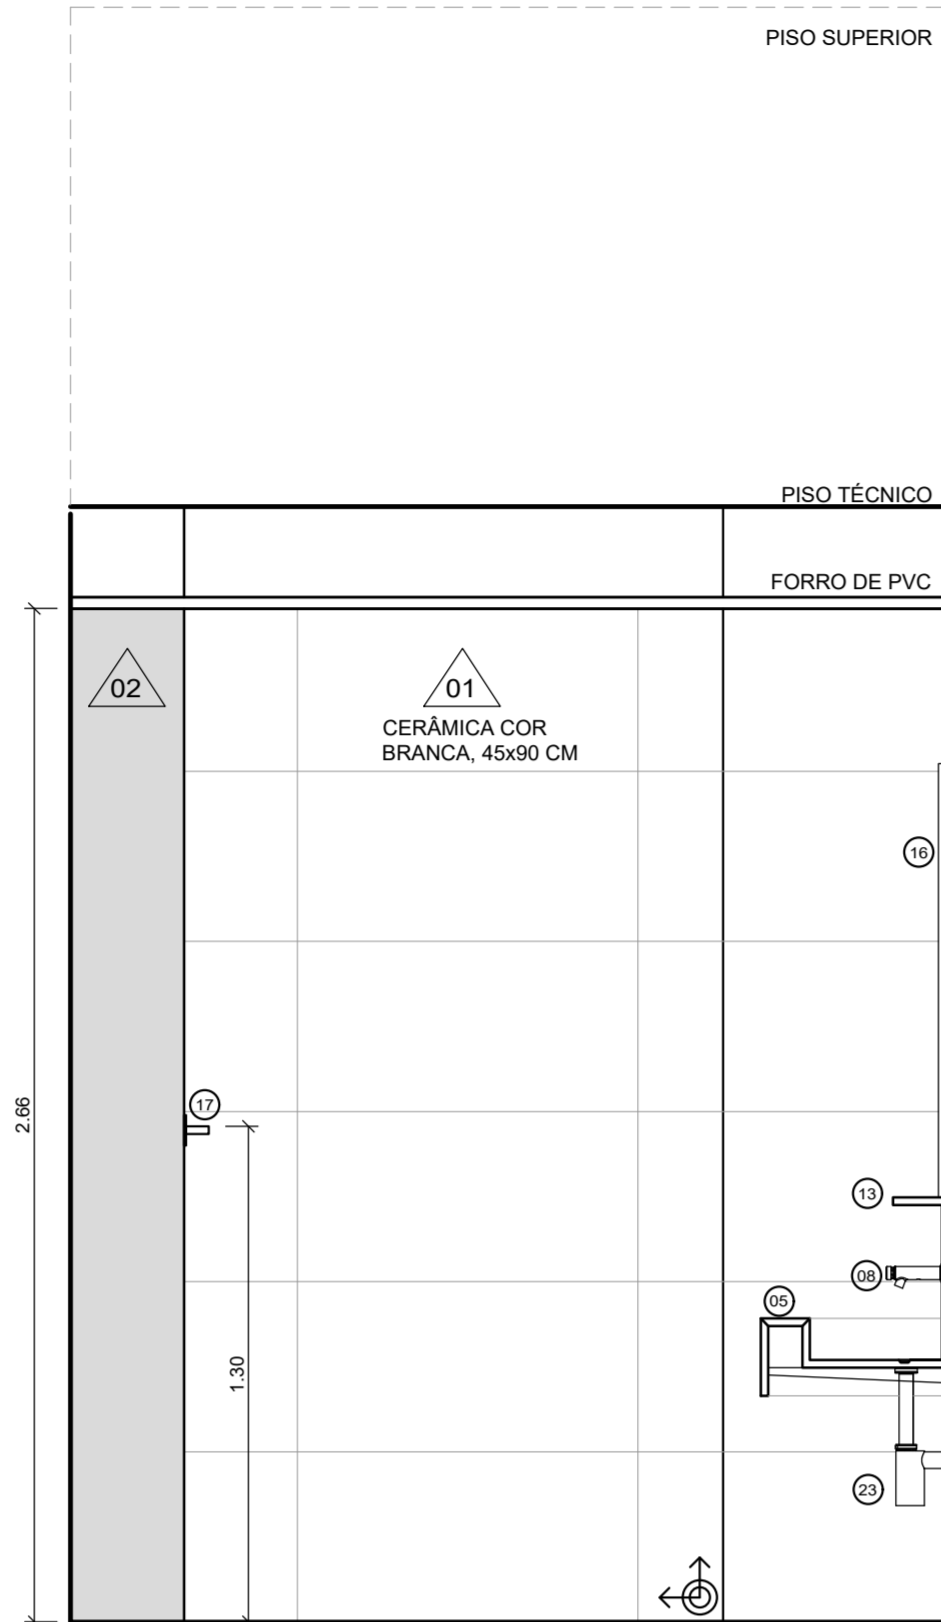 PISO SUPERIOR
PISO TÉCNICO
FORRO DE PVC
02
01
CERÂMICA COR
BRANCA, 45x90 CM
16
17
2.66
13
08
05
1.30
23